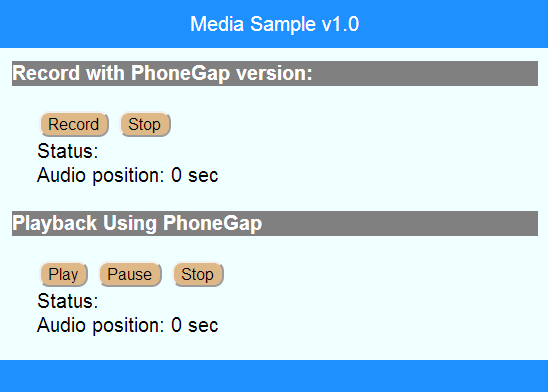 Media Sample v1.0
Record with PhoneGap version:
Record Stop
Status:
Audio position: 0 sec
Playback Using PhoneGap
Play Pause Stop
Status:
Audio position: 0 sec